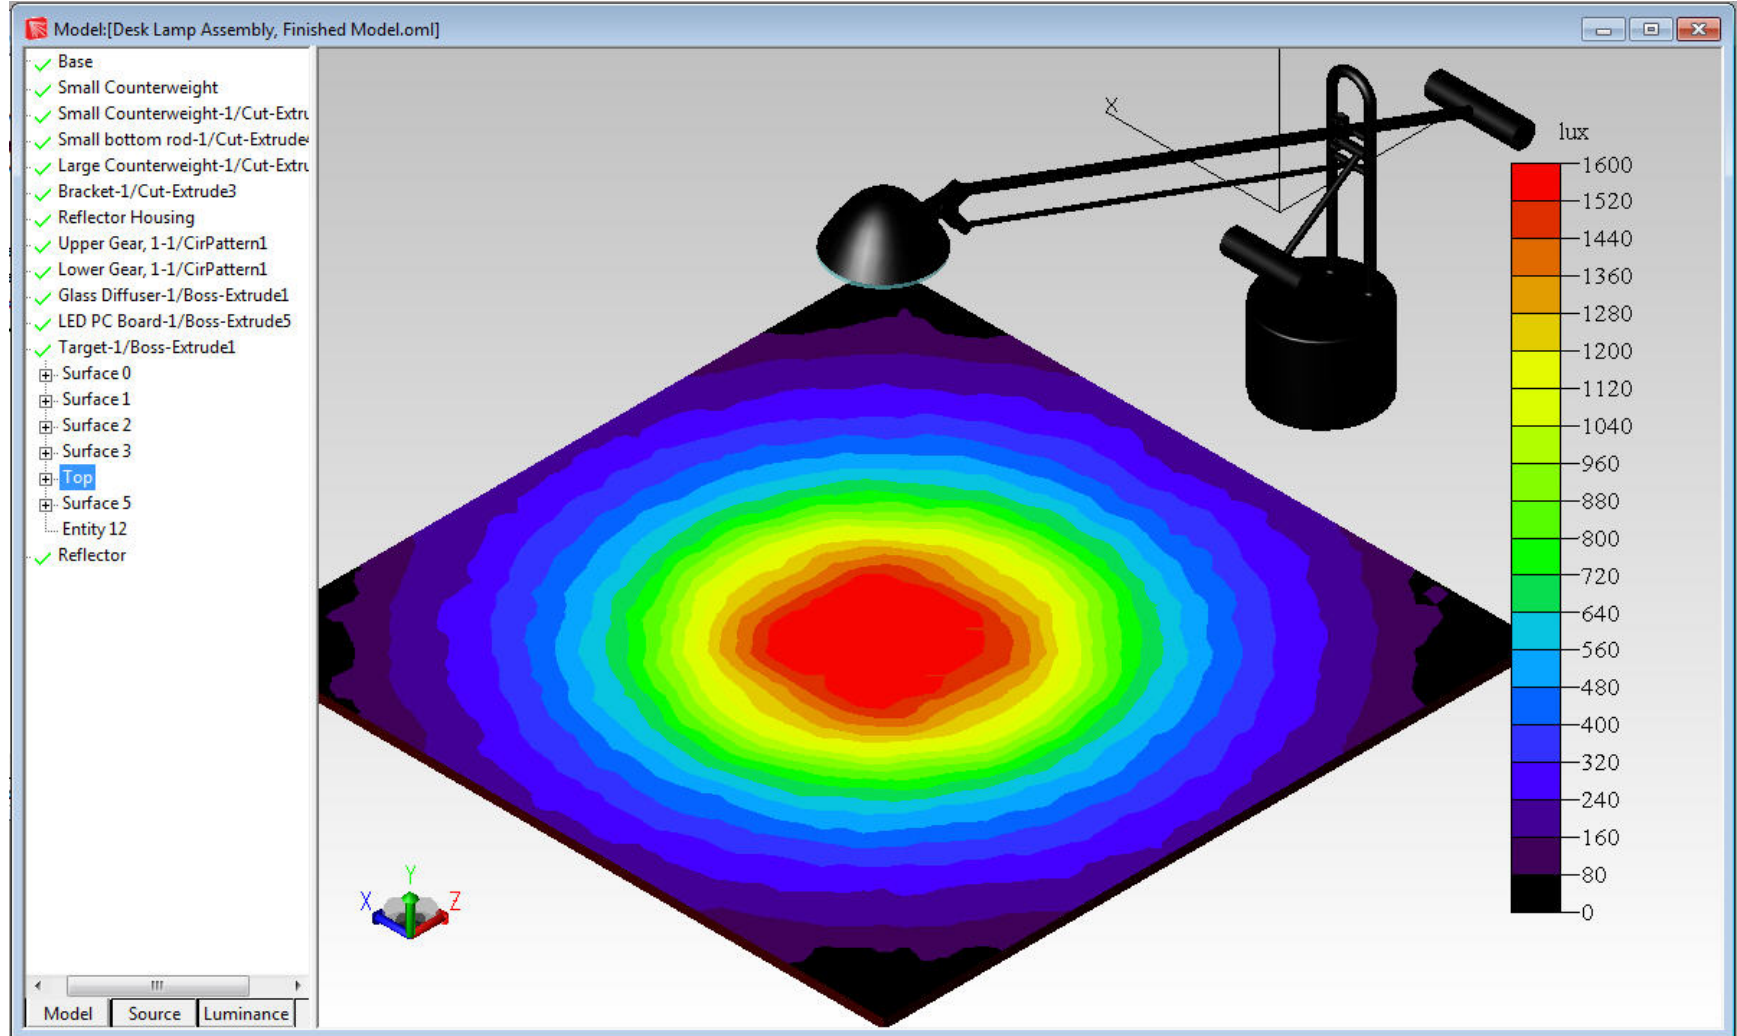 Model:[Desk Lamp Assembly, Finished Model.oml]
Base
Small Counterweight
Small Counterweight-1/Cut-Extru
Small bottom rod-1/Cut-Extrude
Large Counterweight-1/Cut-Extru
Bracket-1/Cut-Extrude3
Reflector Housing
Upper Gear, 1-1/CirPattern1
Lower Gear, 1-1/CirPattern1
Glass Diffuser-1/Boss-Extrude1
LED PC Board-1/Boss-Extrude5
Target-1/Boss-Extrude1
Surface 0
Surface 1
Surface 2
Surface 3
Top
Surface 5
Entity 12
Reflector
Model
Source
Luminance
X
lux
1600
1520
1440
1360
1280
1200
1120
1040
960
880
800
720
640
560
480
400
320
240
160
80
0
Y
X
Z